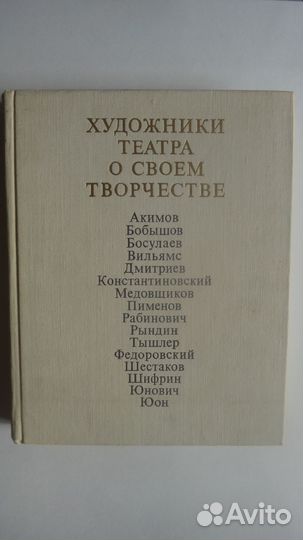 ХУДОЖНИКИ
ТЕАТРА
О СВОЕМ
ТВОРЧЕСТВЕ
Акимов
Бобышов
Босулаев
Вильямс
Дмитриев
Константиновский
Медовщиков
Пименов
Рабинович
Рындин
Тышлер
Федоровский
Шестаков
Шифрин
Юнович
Юон
Avito